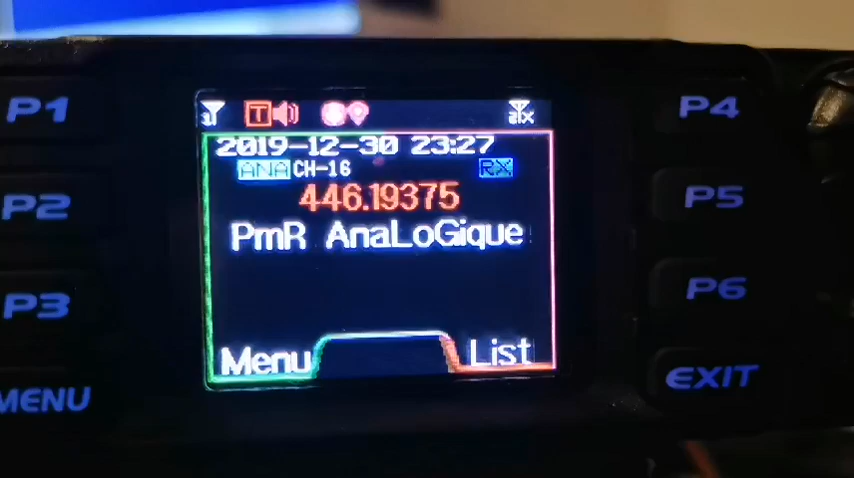 P1
P4
2019-12-30 23:27
ANA CH-16 RX
446.19375
P2
P5
PmR AnaLoGique
P3
P6
Menu List
MENU
EXIT